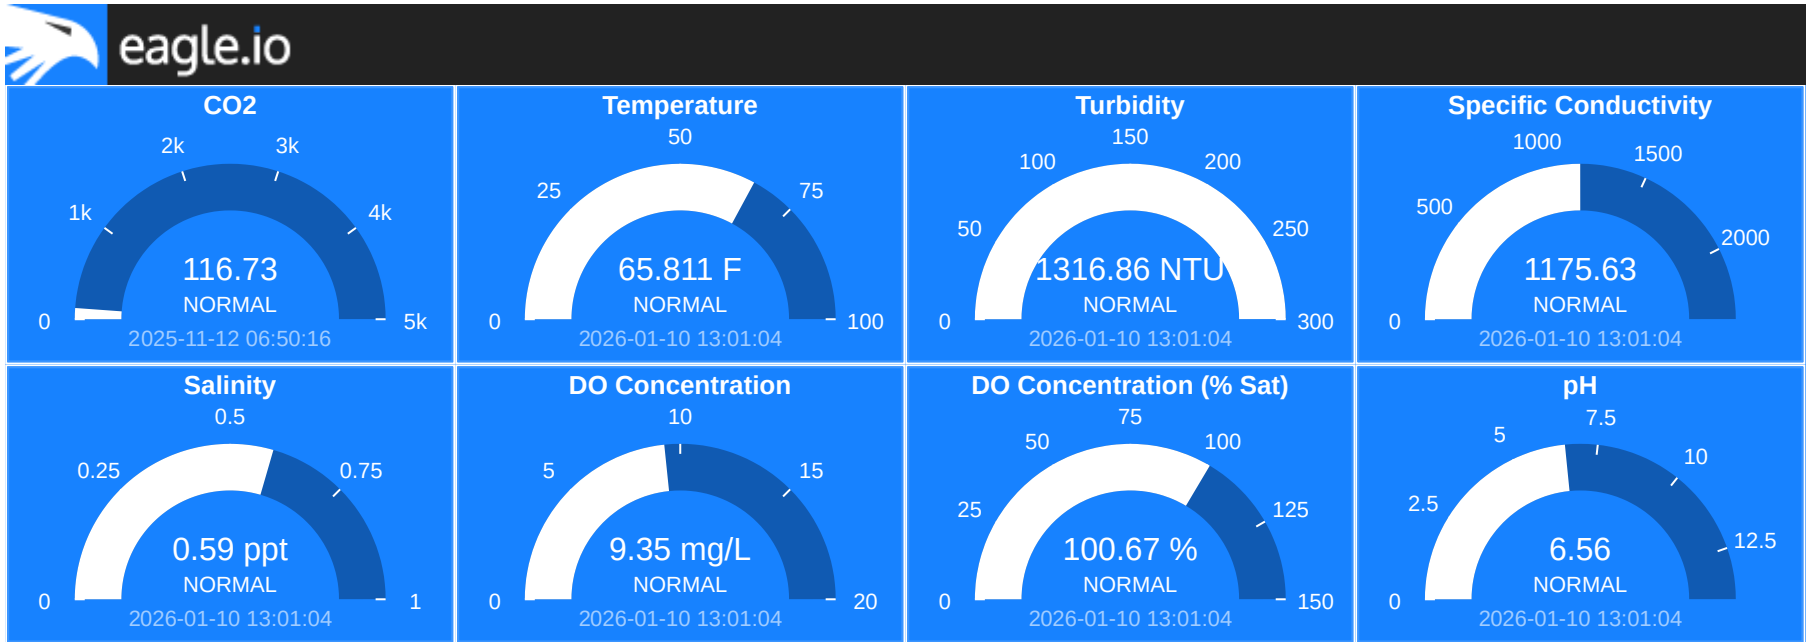 eagle.io
CO2
0
1k
2k
3k
4k
5k
116.73
NORMAL
2025-11-12 06:50:16
Temperature
0
25
50
75
100
65.811 F
NORMAL
2026-01-10 13:01:04
Turbidity
0
50
100
150
200
250
300
1316.86 NTU
NORMAL
2026-01-10 13:01:04
Specific Conductivity
0
500
1000
1500
2000
1175.63
NORMAL
2026-01-10 13:01:04
Salinity
0
0.25
0.5
0.75
1
0.59 ppt
NORMAL
2026-01-10 13:01:04
DO Concentration
0
5
10
15
20
9.35 mg/L
NORMAL
2026-01-10 13:01:04
DO Concentration (% Sat)
0
25
50
75
100
125
150
100.67 %
NORMAL
2026-01-10 13:01:04
pH
0
2.5
5
7.5
10
12.5
6.56
NORMAL
2026-01-10 13:01:04